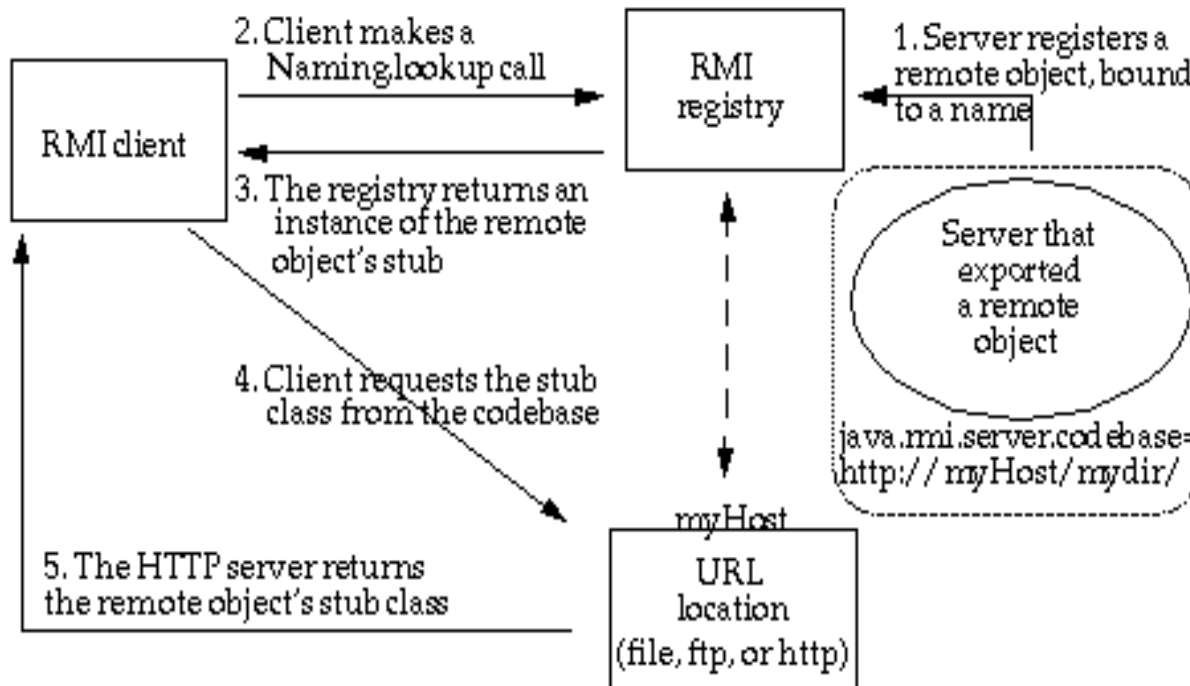 2. Client makes a
Naming.lookup call
RMI
registry
1. Server registers a
remote object, bound
to a name
RMI client
3. The registry returns an
instance of the remote
object's stub
Server that
exported
a remote
object
4. Client requests the stub
class from the codebase
java.rmi.server.codebase=
http://myHost/mydir/
myHost
URL
location
(file, ftp, or http)
5. The HTTP server returns
the remote object's stub class